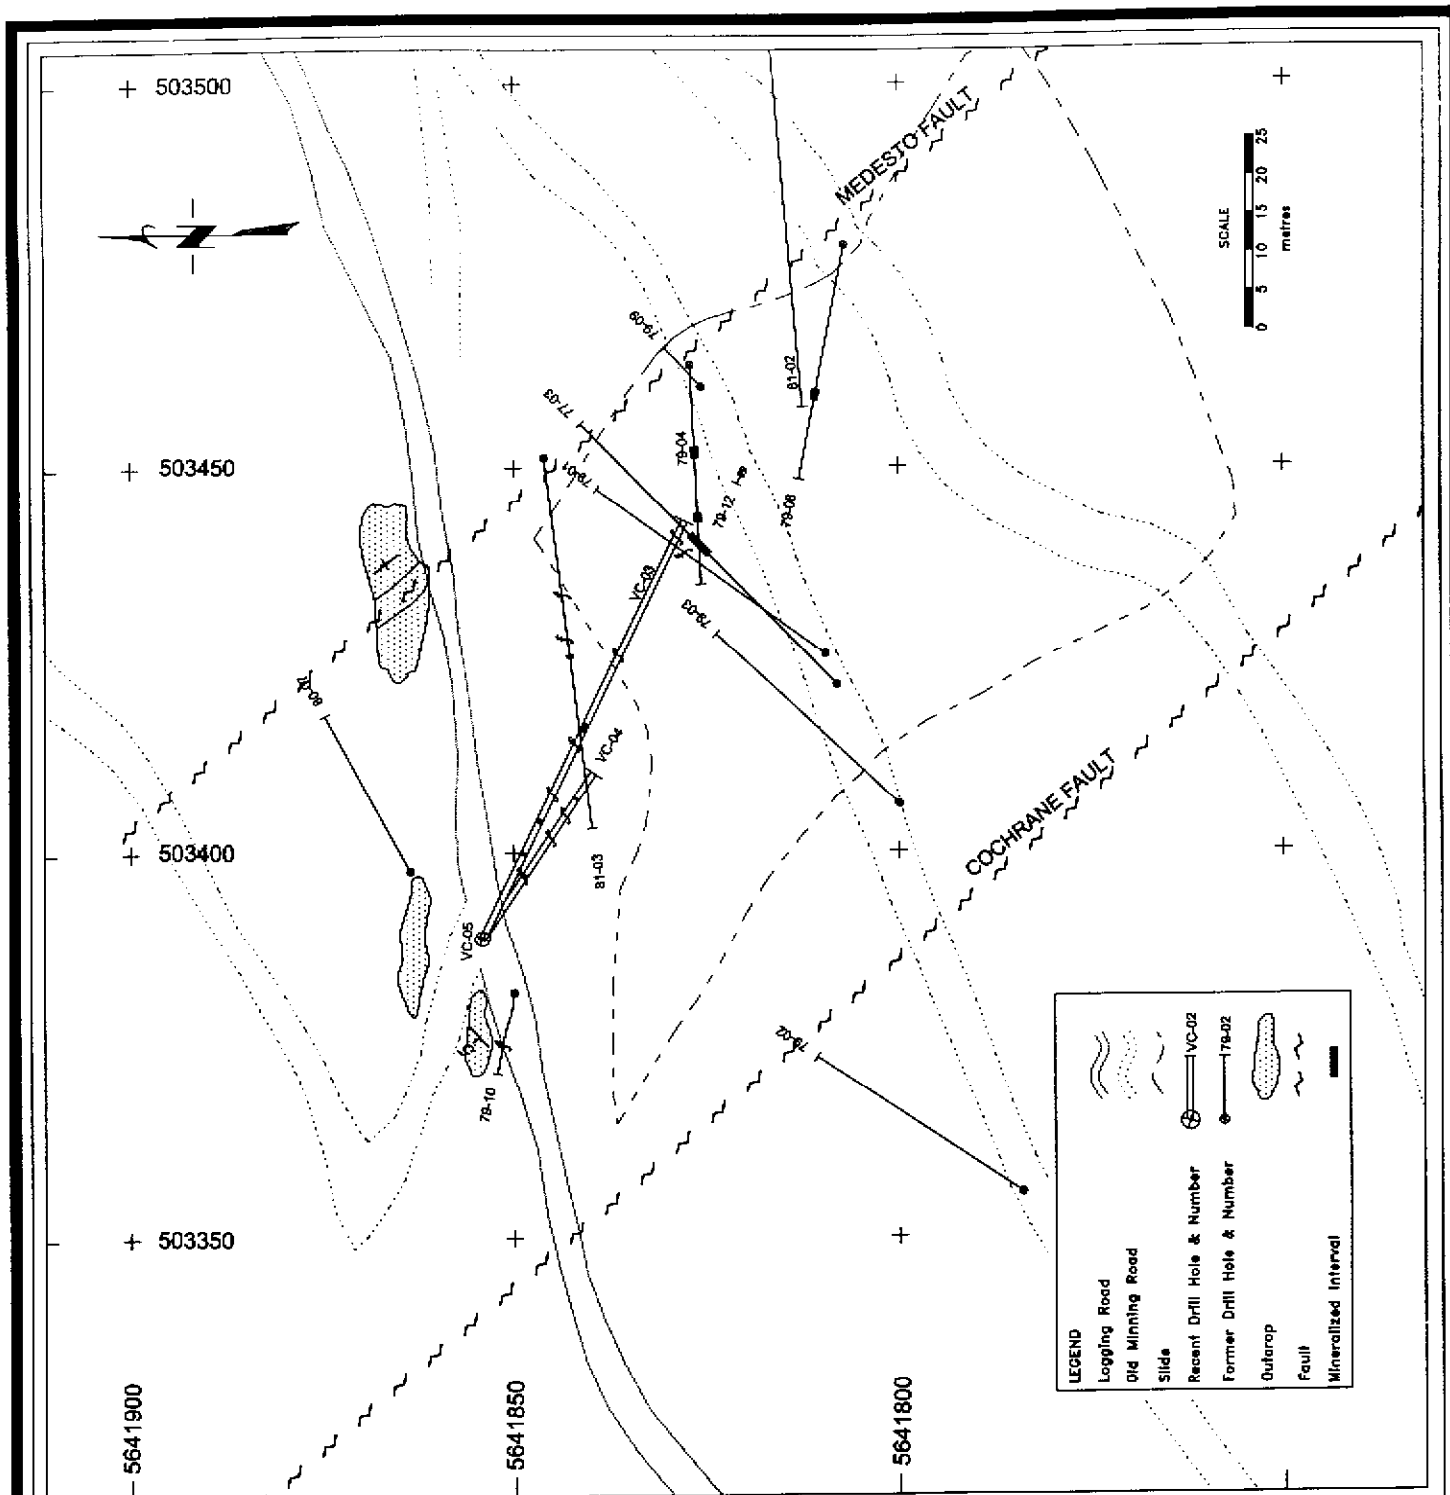 503500
MEDESTO FAULT
SCALE
0 5 10 15 20 25
metres
79-09
77-03
79-01
81-02
79-04
79-12
79-08
503450
VC-03
79-03
VC-04
COCHRANE FAULT
503400
81-03
VC-05
79-10
79-02
503350
5641900
5641850
5641800
LEGEND
Logging Road
Old Minning Road
Slide
Recent Drill Hole & Number VC-02
Former Drill Hole & Number 79-02
Outcrop
Fault
Mineralized Interval